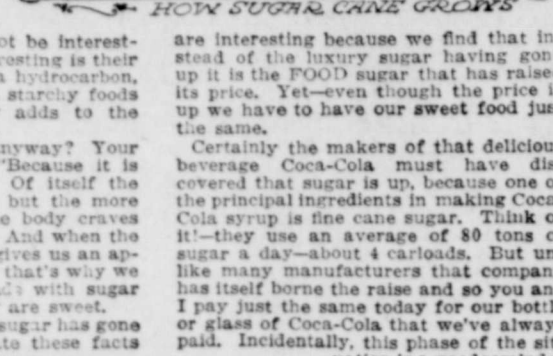 HOW SUGAR CANE GROWS
ot be interest-
rosting is their
a hydrocarbon,
starchy foods
adds to the
nyway? Your
"Because it is
Of itself the
but the more
e body craves
And when the
gives us an ap-
that's why we
with sugar
are sweet.
sugar has gone
te these facts
are interesting because we find that in
stead of the luxury sugar having gon
up it is the FOOD sugar that has raise
its price. Yet—even though the price i
up we have to have our sweet food jus
the same.
Certainly the makers of that deliciou
beverage Coca-Cola must have dis
covered that sugar is up, because one o
the principal ingredients in making Coca
Cola syrup is fine cane sugar. Think o
it!—they use an average of 80 tons o
sugar a day—about 4 carloads. But un
like many manufacturers that compan
has itself borne the raise and so you an
I pay just the same today for our bottl
or glass of Coca-Cola that we've alway
paid. Incidentally, this phase of the sit